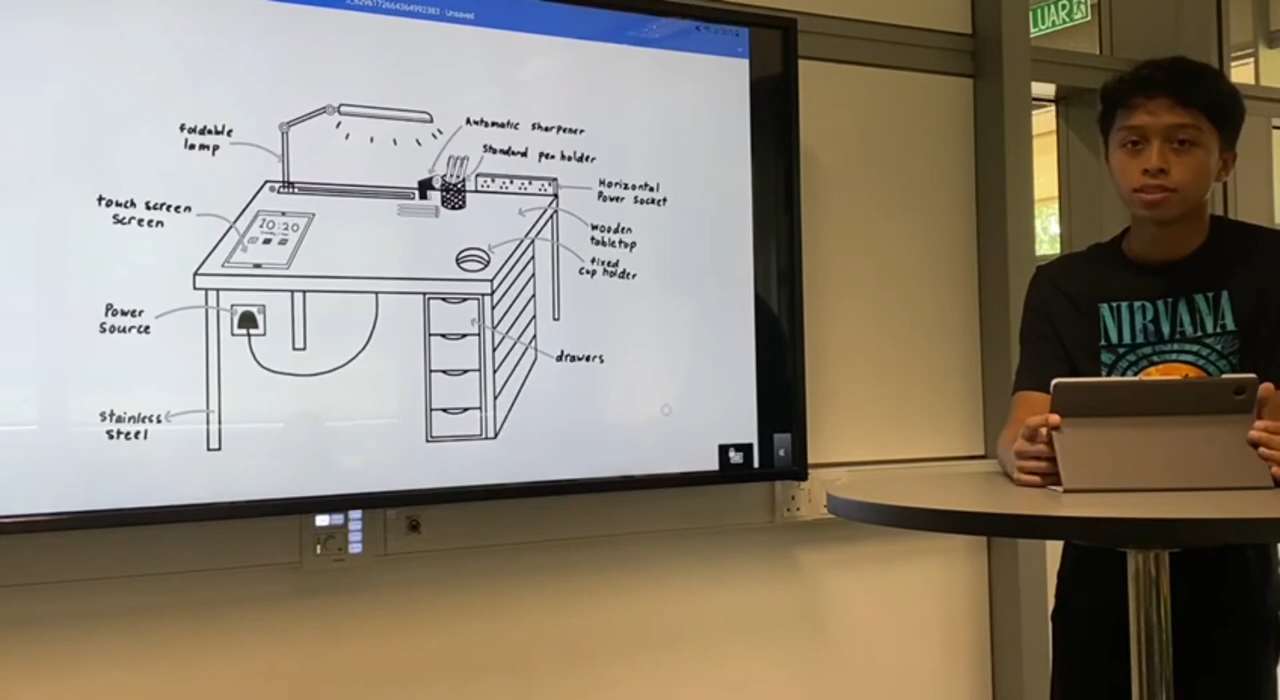 - Unsaved
LUAR
foldable
lamp
Automatic sharpener
Standard pen holder
Horizontal
Power socket
touch screen
screen
10:20
wooden
tabletop
fixed
cup holder
Power
source
drawers
stainless
steel
NIRVANA